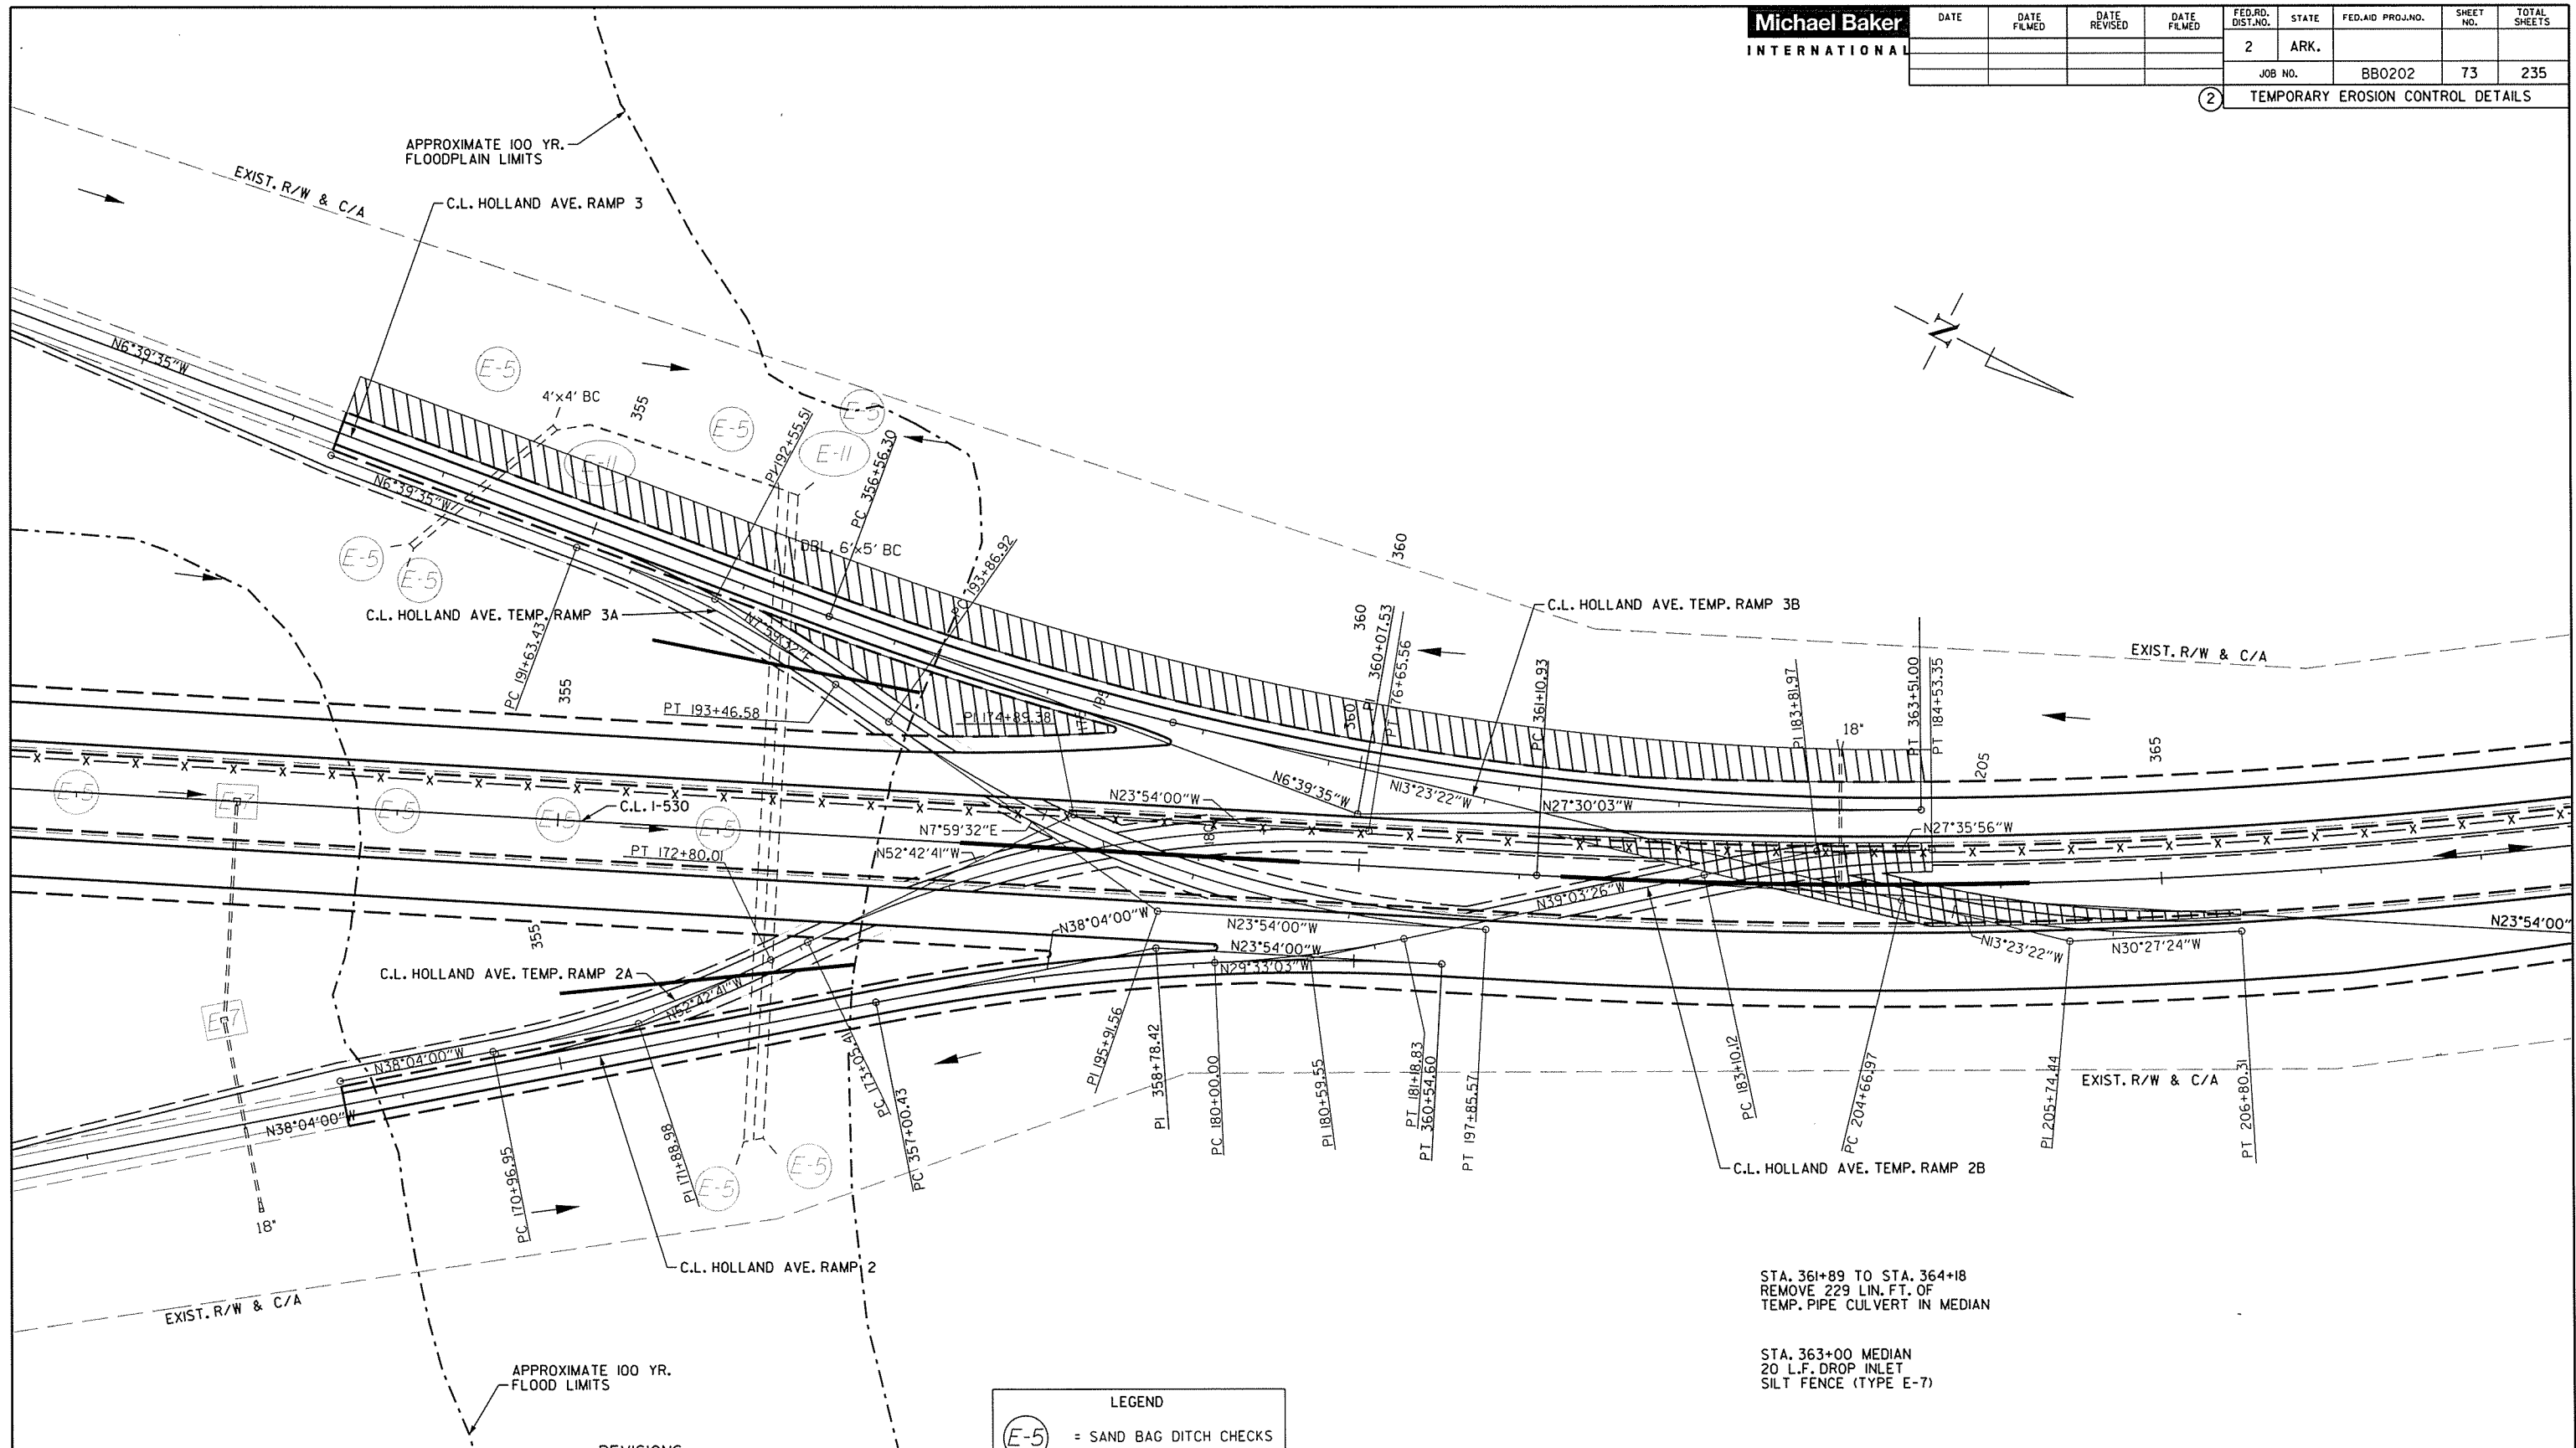 Michael Baker
INTERNATIONAL
DATE
DATE FILMED
DATE REVISED
DATE FILMED
FED.RD. DIST.NO.
STATE
FED.AID PROJ.NO.
SHEET NO.
TOTAL SHEETS
2
ARK.
JOB NO.
BB0202
73
235
2
TEMPORARY EROSION CONTROL DETAILS
APPROXIMATE 100 YR.
FLOODPLAIN LIMITS
EXIST. R/W & C/A
C.L. HOLLAND AVE. RAMP 3
N
N6°39'35"W
E-5
4'x4' BC
355
E-5
E-5
E-11
E-11
PI 192+55.51
PC 356+56.30
N6°39'35"W
DBL. 6'x5' BC
PC 193+86.92
E-5
E-5
360
C.L. HOLLAND AVE. TEMP. RAMP 3A
N7°59'32"E
PC 191+63.43
355
PT 193+46.58
PI 174+89.38
195
360
PI 360+07.53
PT 176+65.56
360
C.L. HOLLAND AVE. TEMP. RAMP 3B
PC 361+10.93
PI 183+81.97
18"
PT 363+51.00
PT 184+53.35
EXIST. R/W & C/A
205
365
E-5
E-7
E-5
E-5
E-5
C.L. I-530
N23°54'00"W
N6°39'35"W
N13°23'22"W
N27°30'03"W
N7°59'32"E
180
N27°35'56"W
N52°42'41"W
PT 172+80.01
N39°03'26"W
N38°04'00"W
N23°54'00"W
N23°54'00"W
N29°33'03"W
N13°23'22"W
N30°27'24"W
N23°54'00"
355
C.L. HOLLAND AVE. TEMP. RAMP 2A
N52°42'41"W
E-7
N38°04'00"W
N38°04'00"W
18"
PC 170+96.95
PI 171+88.98
E-5
E-5
PC 173+05.41
PC 357+00.43
PI 195+91.56
PI 358+78.42
PC 180+00.00
PI 180+59.55
PT 181+18.83
PT 360+54.60
PT 197+85.57
PC 183+10.12
PC 204+66.97
PI 205+74.44
PT 206+80.31
EXIST. R/W & C/A
C.L. HOLLAND AVE. TEMP. RAMP 2B
C.L. HOLLAND AVE. RAMP 2
EXIST. R/W & C/A
STA. 361+89 TO STA. 364+18
REMOVE 229 LIN. FT. OF
TEMP. PIPE CULVERT IN MEDIAN
STA. 363+00 MEDIAN
20 L.F. DROP INLET
SILT FENCE (TYPE E-7)
APPROXIMATE 100 YR.
FLOOD LIMITS
LEGEND
E-5 = SAND BAG DITCH CHECKS